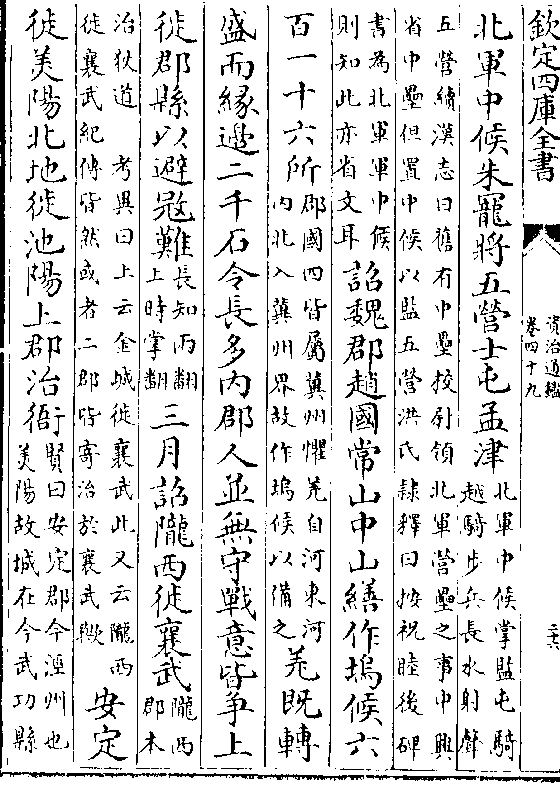 欽定四庫全書
資治通鑑
卷四十九
北軍中候朱寵將五營士屯孟津
北軍中候掌監屯騎
越騎步兵長水射聲
五營續漢志曰舊有中壘校尉領北軍營壘之事中興
省中壘但置中候以監五營洪氏隸釋曰按祝睦後碑
書為北軍軍中候
則知此亦省文耳
詔魏郡趙國常山中山繕作塢候六
百一十六所
郡國四皆屬冀州懼羌自河東河
内北入冀州界故作塢候以備之
羌既轉
盛而緣邊二千石令長多内郡人並無守戰意皆争上
徙郡縣以避冦難
長知兩翻
上時掌翻
三月詔隴西徙襄武
隴西
郡本
治狄道 考異曰上云金城徙襄武此又云隴西
徙襄武紀傳皆然或者二郡皆寄治於襄武歟
安定
徙美陽北地徙池陽上郡治衙
賢曰安定郡今涇州也
美陽故城在今武功縣